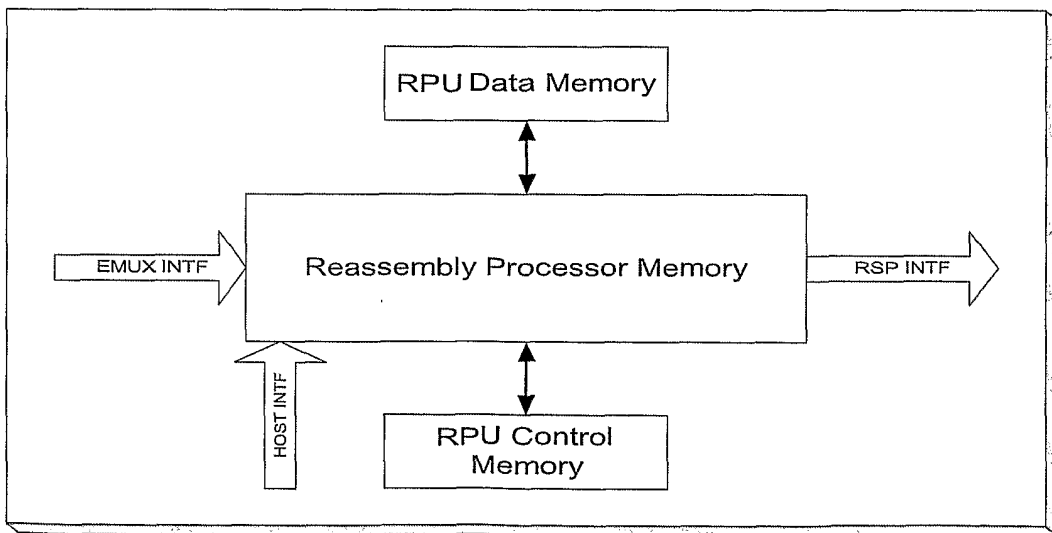 RPU Data Memory
EMUX INTF
Reassembly Processor Memory
RSP INTF
HOST INTF
RPU Control
Memory